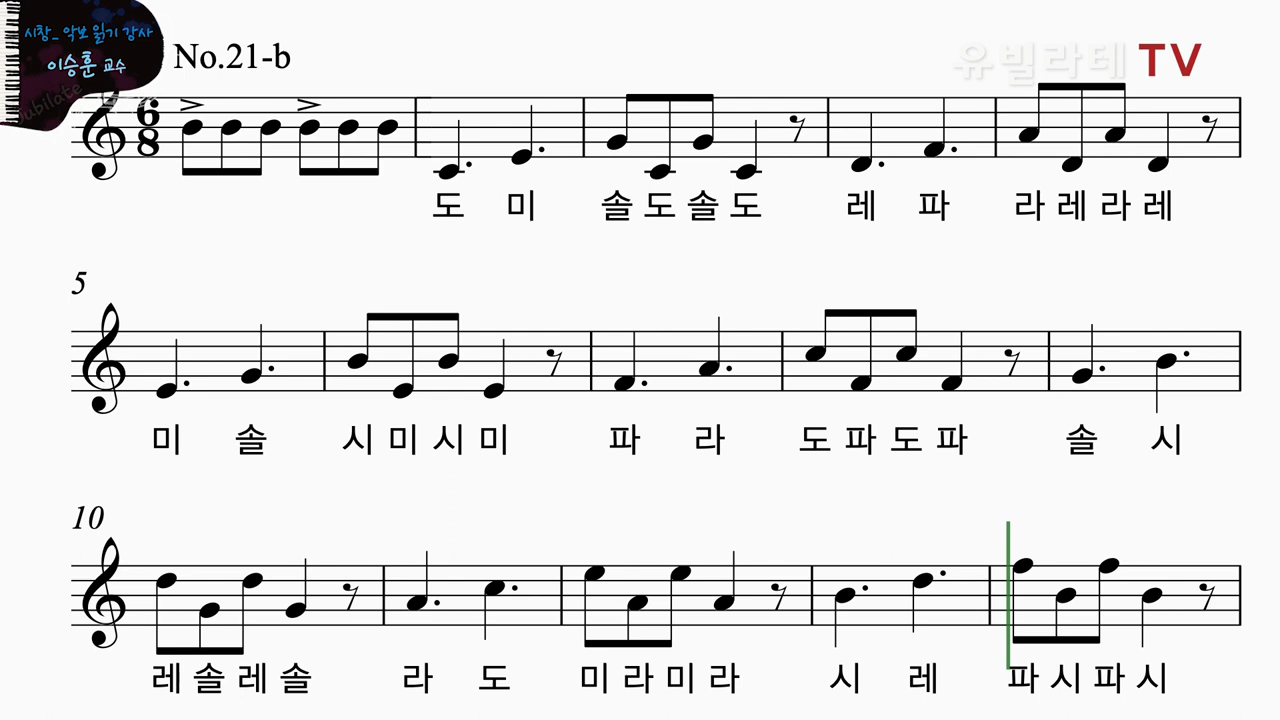 시창_ 악보 읽기 강사
이승훈 교수
Jubilate
No.21-b
유빌라테 TV
6
8
도 미 솔 도 솔 도 레 파 라 레 라 레
5
미 솔 시 미 시 미 파 라 도 파 도 파 솔 시
10
레 솔 레 솔 라 도 미 라 미 라 시 레 파 시 파 시